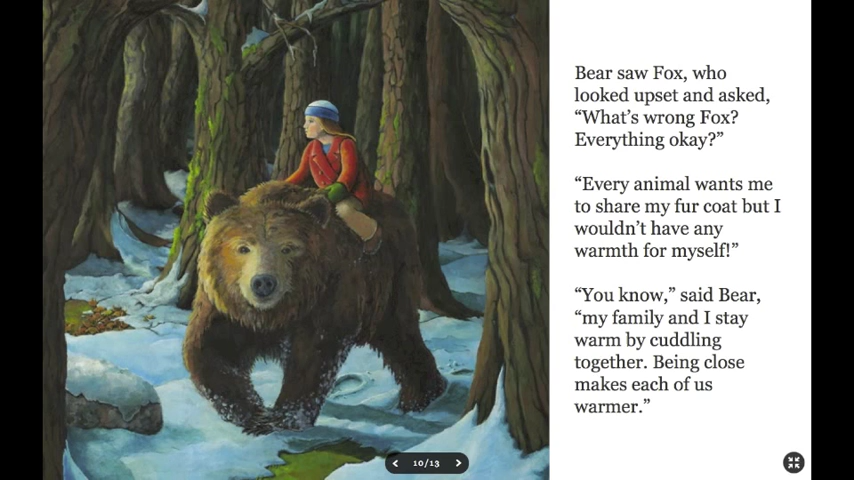 Bear saw Fox, who
looked upset and asked,
“What’s wrong Fox?
Everything okay?”
“Every animal wants me
to share my fur coat but I
wouldn’t have any
warmth for myself!”
“You know,” said Bear,
“my family and I stay
warm by cuddling
together. Being close
makes each of us
warmer.”
10/13